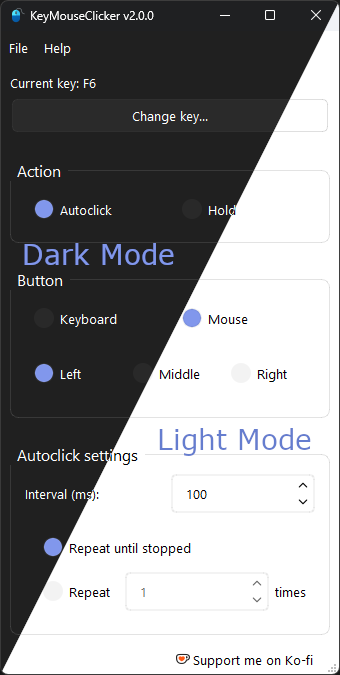 KeyMouseClicker v2.0.0
File Help
Current key: F6
Change key...
Action
Autoclick Hold
Dark Mode
Button
Keyboard Mouse
Left Middle Right
Light Mode
Autoclick settings
Interval (ms): 100
Repeat until stopped
Repeat 1 times
Support me on Ko-fi